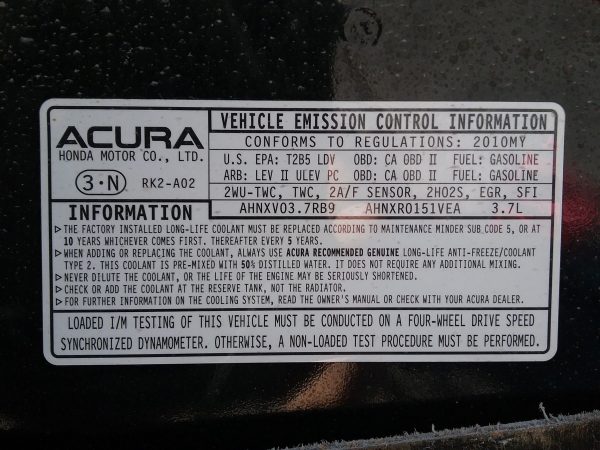 ACURA
HONDA MOTOR CO., LTD.
3•N RK2-A02
VEHICLE EMISSION CONTROL INFORMATION
CONFORMS TO REGULATIONS: 2010MY
U.S. EPA: T2B5 LDV OBD: CA OBD II FUEL: GASOLINE
ARB: LEV II ULEV PC OBD: CA OBD II FUEL: GASOLINE
2WU-TWC, TWC, 2A/F SENSOR, 2HO2S, EGR, SFI
AHNXV03.7RB9 AHNXR0151VEA 3.7L
INFORMATION
▷THE FACTORY INSTALLED LONG-LIFE COOLANT MUST BE REPLACED ACCORDING TO MAINTENANCE MINDER SUB.CODE 5, OR AT
10 YEARS WHICHEVER COMES FIRST. THEREAFTER EVERY 5 YEARS.
▷WHEN ADDING OR REPLACING THE COOLANT, ALWAYS USE ACURA RECOMMENDED GENUINE LONG-LIFE ANTI-FREEZE/COOLANT
TYPE 2. THIS COOLANT IS PRE-MIXED WITH 50% DISTILLED WATER. IT DOES NOT REQUIRE ANY ADDITIONAL MIXING.
▷NEVER DILUTE THE COOLANT, OR THE LIFE OF THE ENGINE MAY BE SERIOUSLY SHORTENED.
▷CHECK OR ADD THE COOLANT AT THE RESERVE TANK, NOT THE RADIATOR.
▷FOR FURTHER INFORMATION ON THE COOLING SYSTEM, READ THE OWNER'S MANUAL OR CHECK WITH YOUR ACURA DEALER.
LOADED I/M TESTING OF THIS VEHICLE MUST BE CONDUCTED ON A FOUR-WHEEL DRIVE SPEED
SYNCHRONIZED DYNAMOMETER. OTHERWISE, A NON-LOADED TEST PROCEDURE MUST BE PERFORMED.